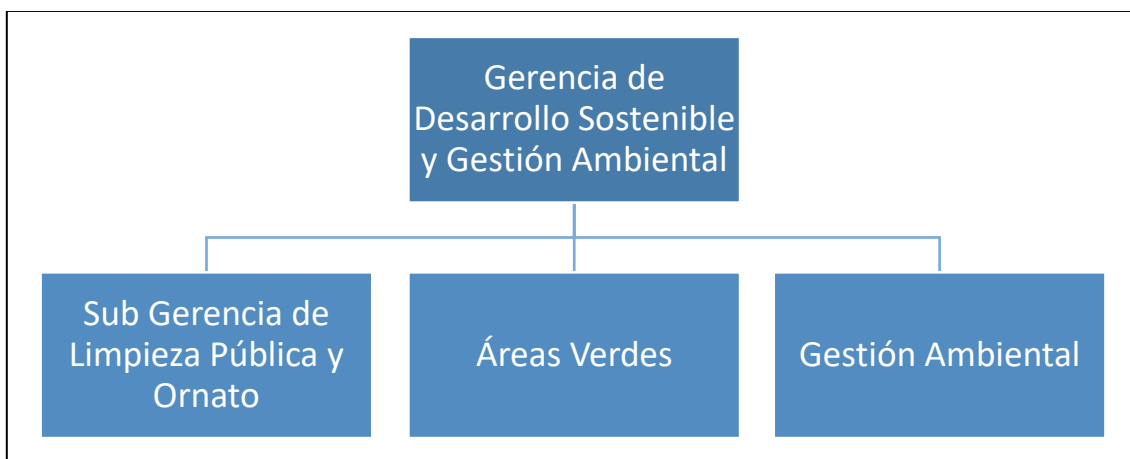 Gerencia de
Desarrollo Sostenible
y Gestión Ambiental
Sub Gerencia de
Limpieza Pública y
Ornato
Áreas Verdes
Gestión Ambiental